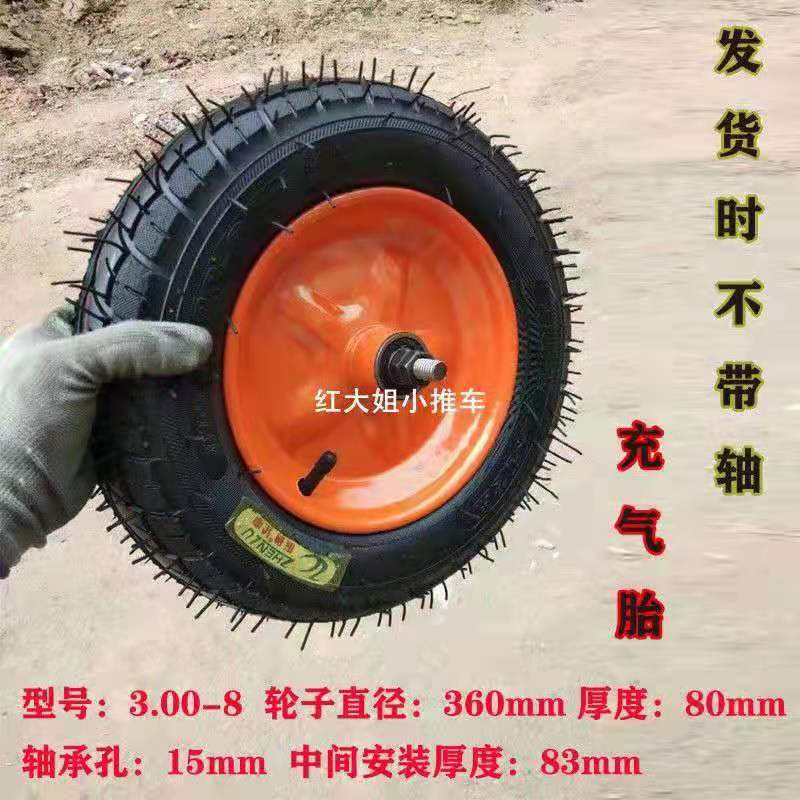 发货时不带轴
充气胎
红大姐小推车
ZHENLU
型号：3.00-8 轮子直径：360mm 厚度：80mm
轴承孔：15mm 中间安装厚度：83mm